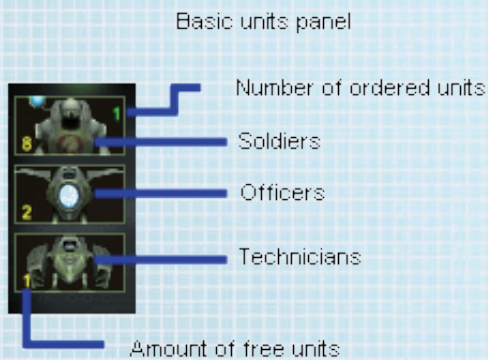 Basic units panel
Number of ordered units
1
8
Soldiers
2
Officers
Technicians
1
Amount of free units